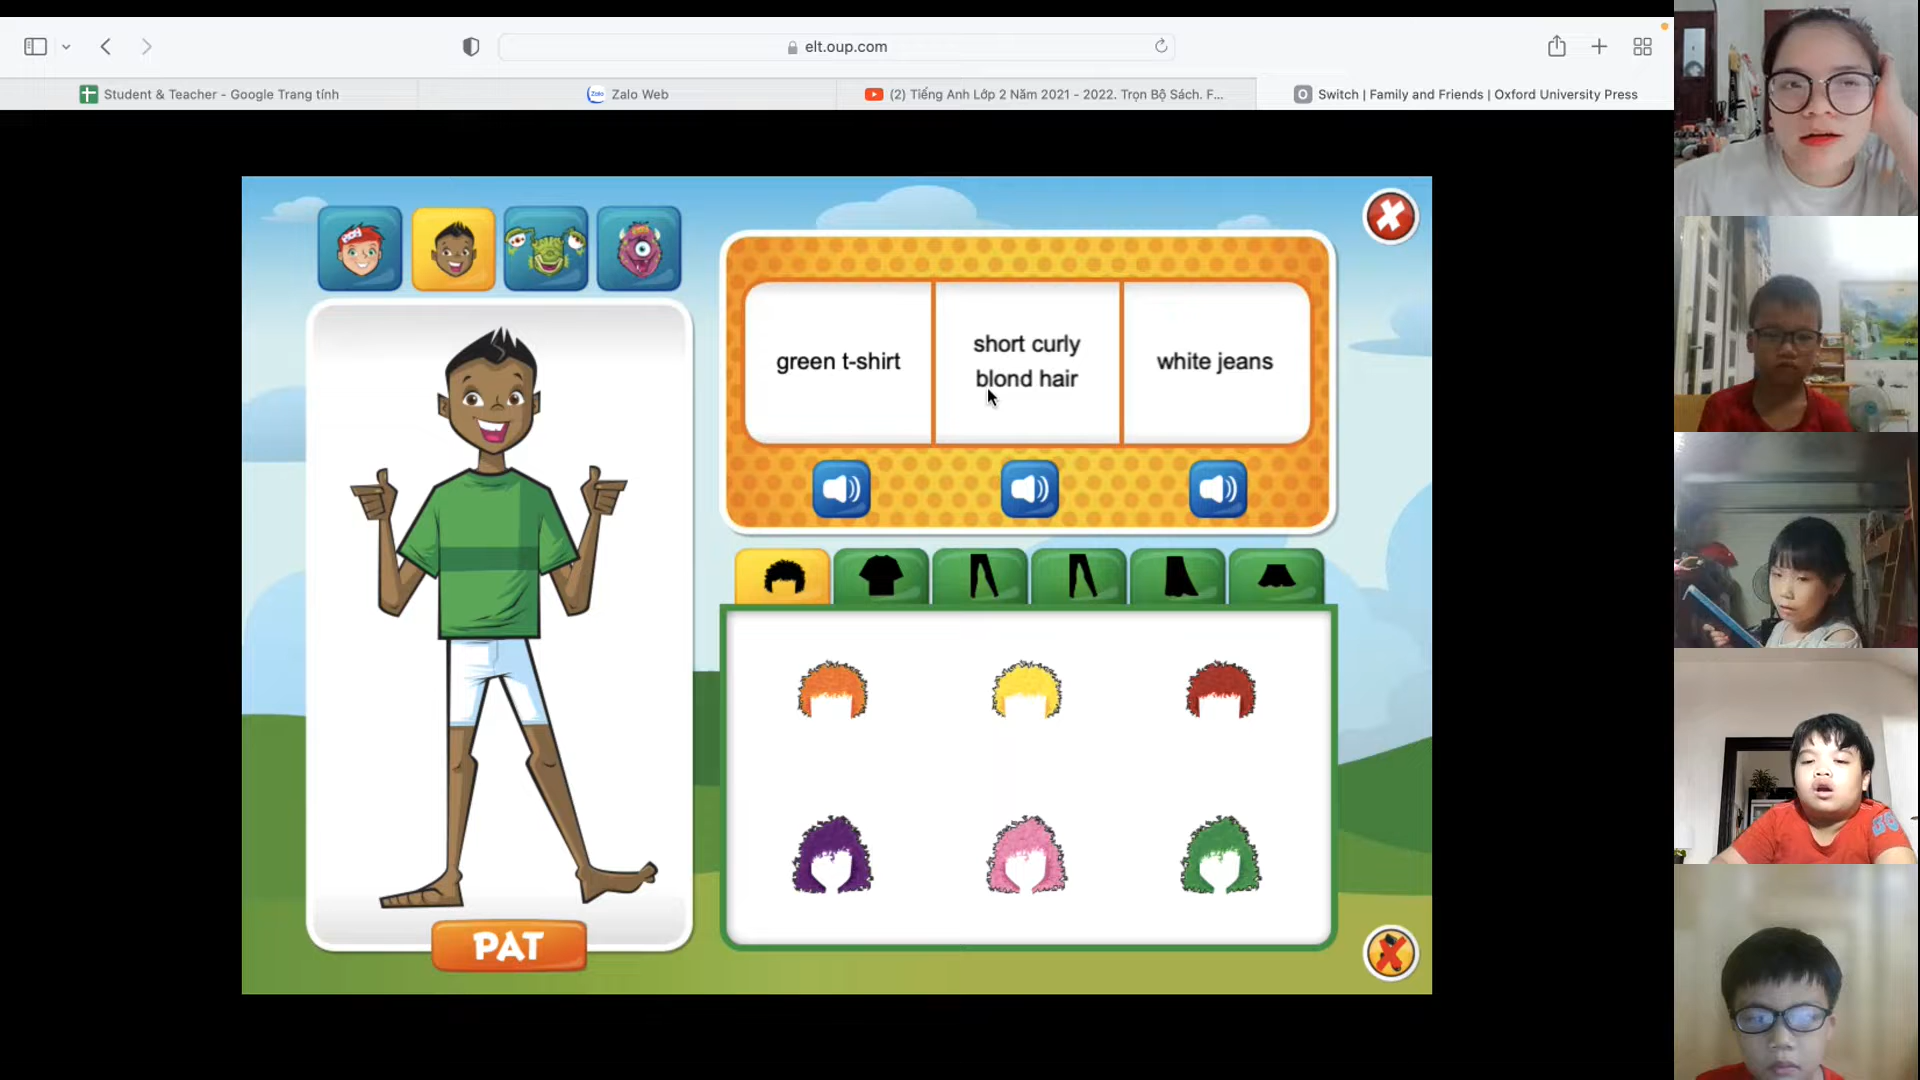 elt.oup.com
Student & Teacher - Google Trang tính
Zalo Web
(2) Tiếng Anh Lớp 2 Năm 2021 - 2022. Trọn Bộ Sách. F...
Switch | Family and Friends | Oxford University Press
green t-shirt
short curly
blond hair
white jeans
PAT